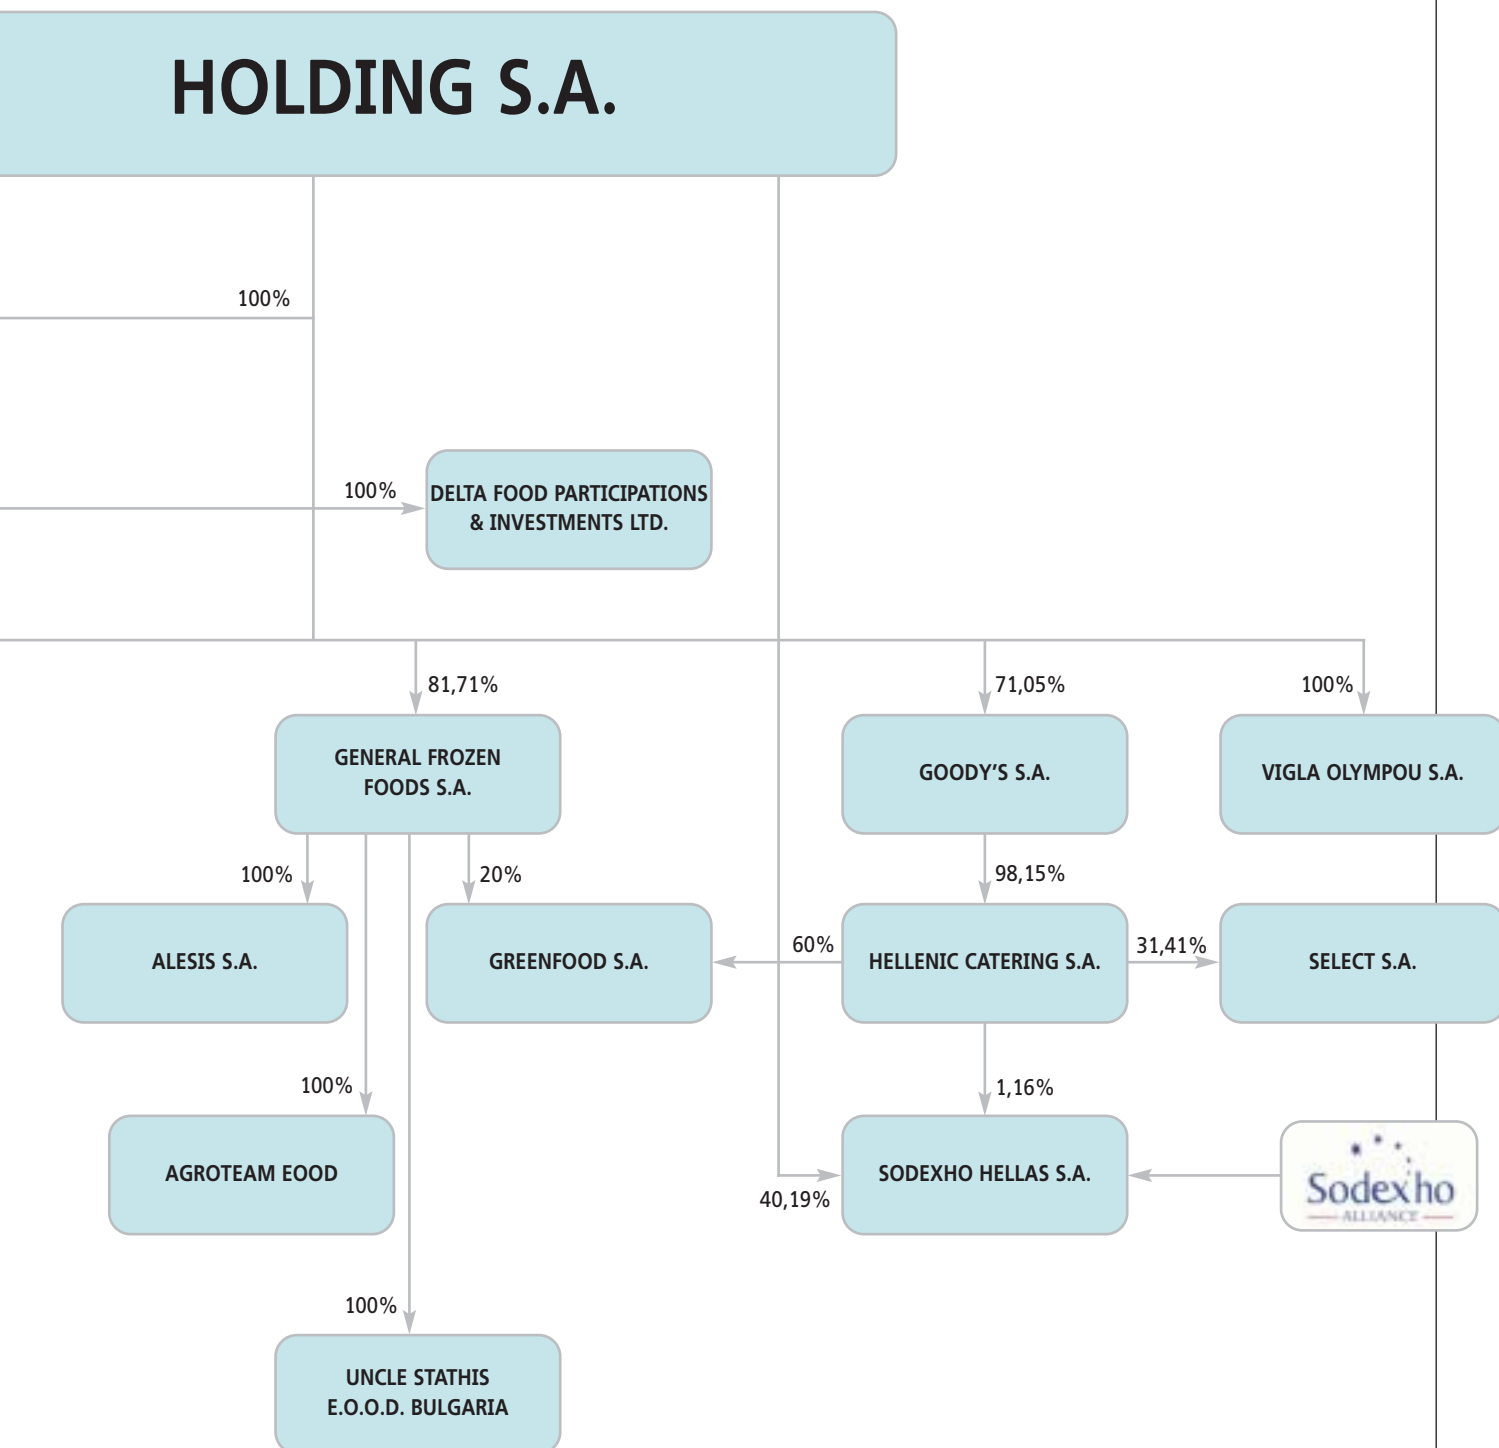 HOLDING S.A.
100%
100%
DELTA FOOD PARTICIPATIONS
& INVESTMENTS LTD.
81,71%
71,05%
100%
GENERAL FROZEN
FOODS S.A.
GOODY'S S.A.
VIGLA OLYMPOU S.A.
100%
20%
98,15%
ALESIS S.A.
GREENFOOD S.A.
60%
HELLENIC CATERING S.A.
31,41%
SELECT S.A.
100%
1,16%
AGROTEAM EOOD
SODEXHO HELLAS S.A.
40,19%
Sodexho
ALLIANCE
100%
UNCLE STATHIS
E.O.O.D. BULGARIA